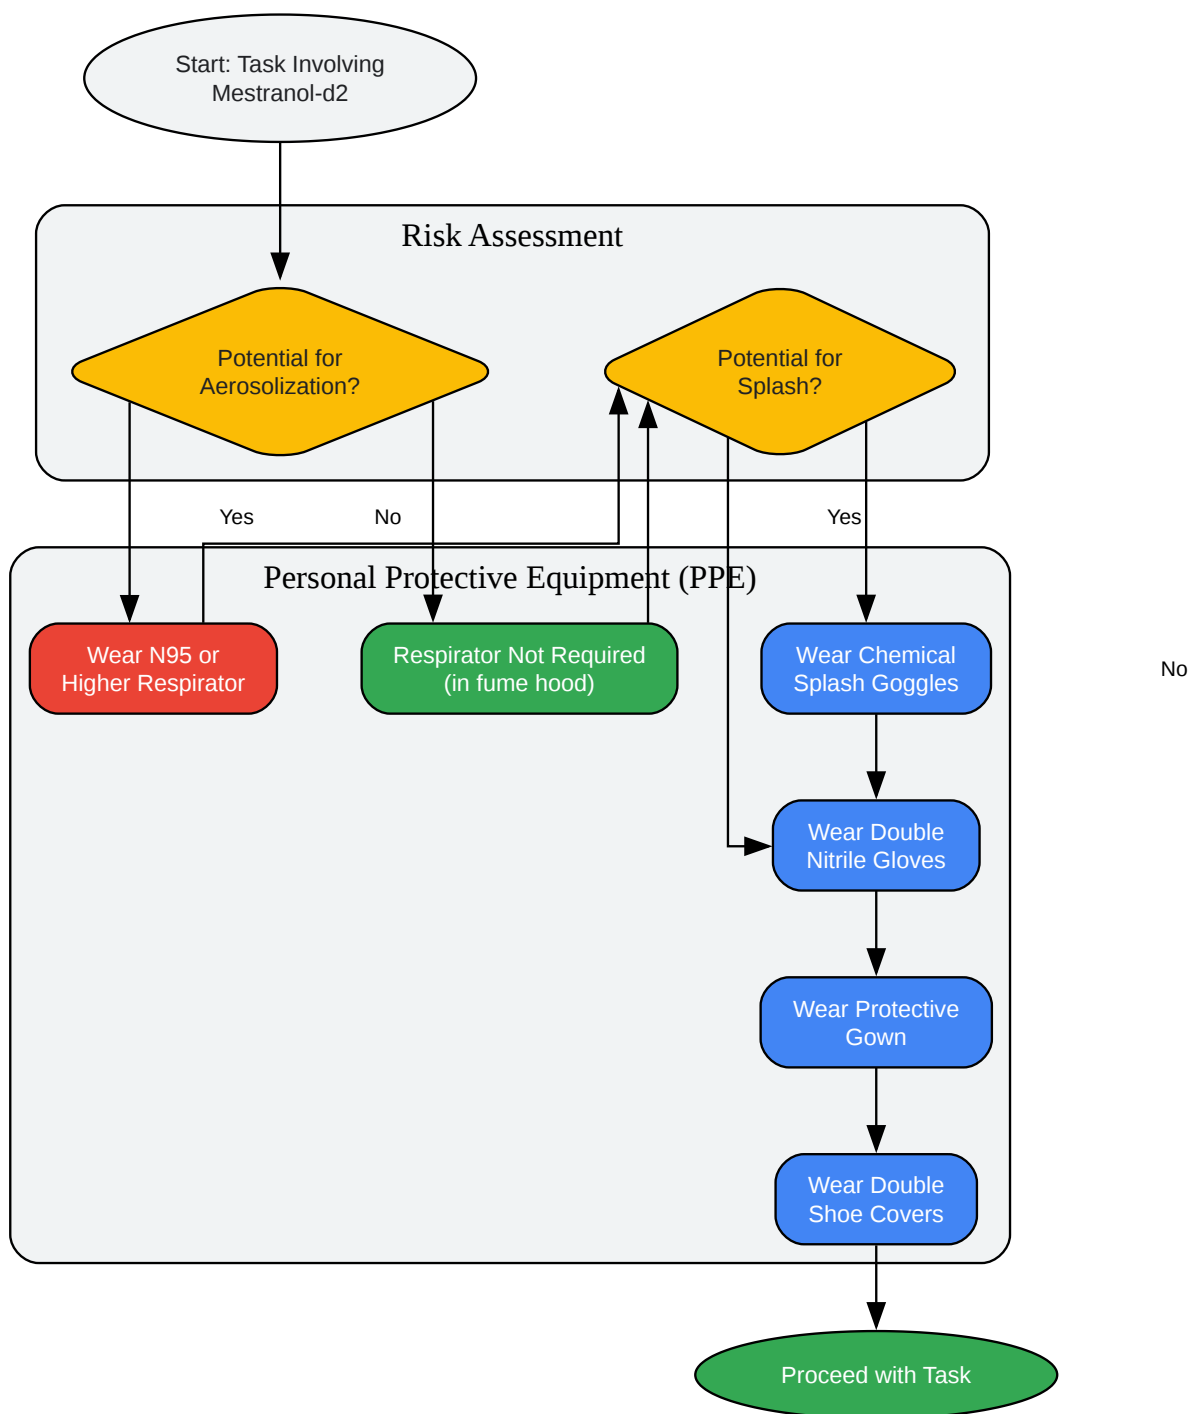 Start: Task Involving
Mestranol-d2
Risk Assessment
Potential for
Aerosolization?
Potential for
Splash?
Yes
No
Yes
Personal Protective Equipment (PPE)
Wear N95 or
Higher Respirator
Respirator Not Required
(in fume hood)
Wear Chemical
Splash Goggles
No
Wear Double
Nitrile Gloves
Wear Protective
Gown
Wear Double
Shoe Covers
Proceed with Task